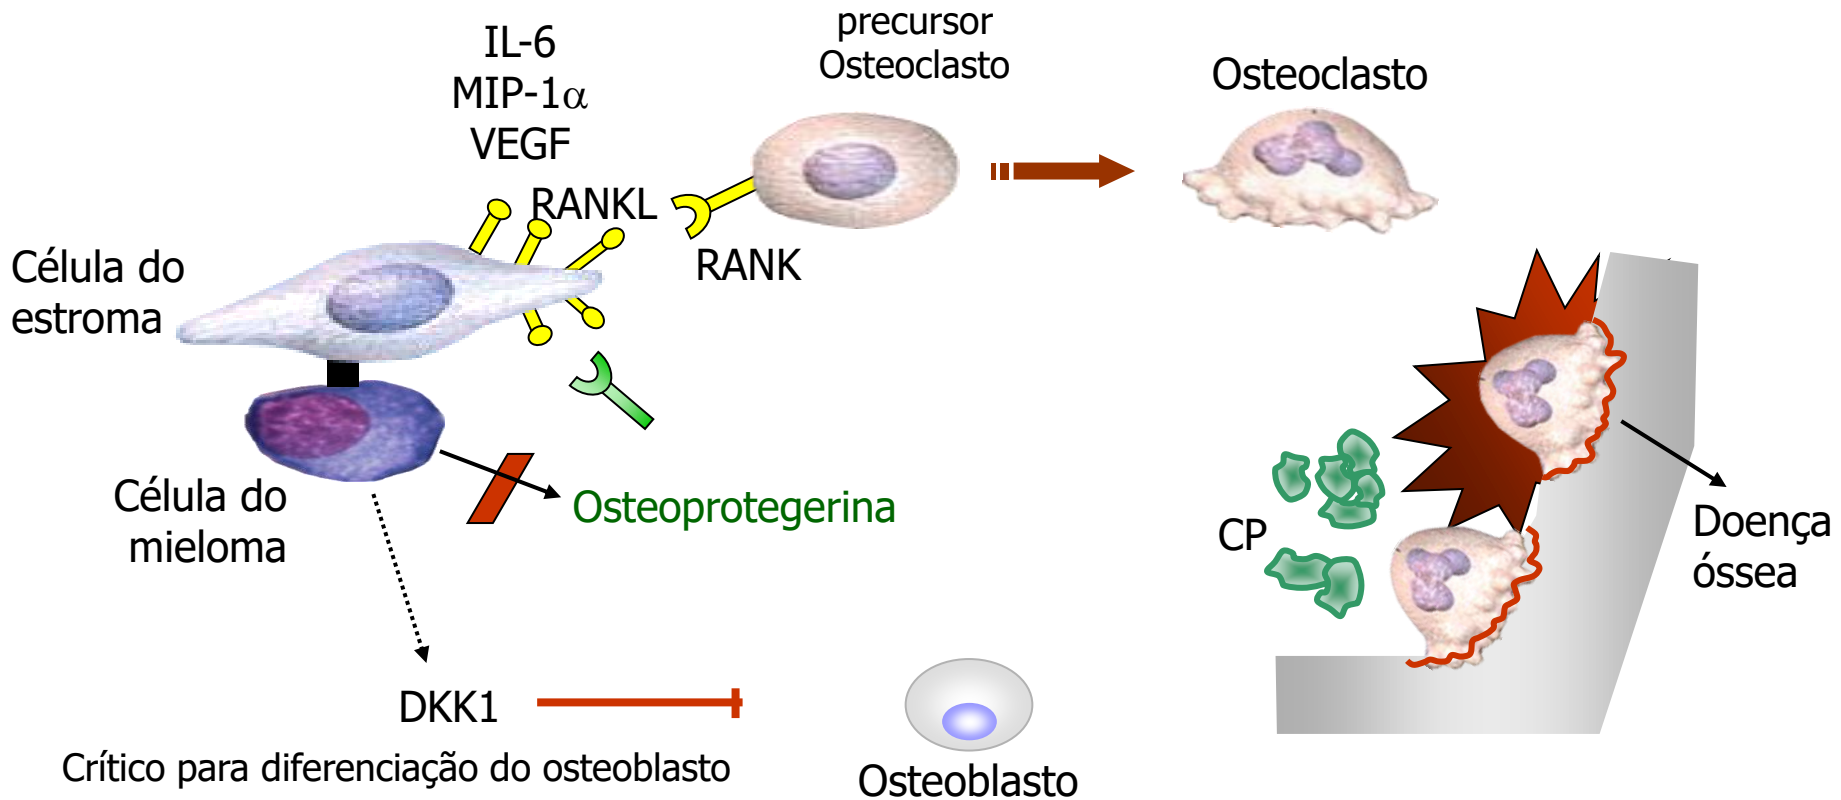 IL-6
MIP-1α
VEGF
precursor
Osteoclasto
Osteoclasto
RANKL
RANK
Célula do
estroma
Célula do
mieloma
Osteoprotegerina
CP
Doença
óssea
DKK1
Crítico para diferenciação do osteoblasto
Osteoblasto